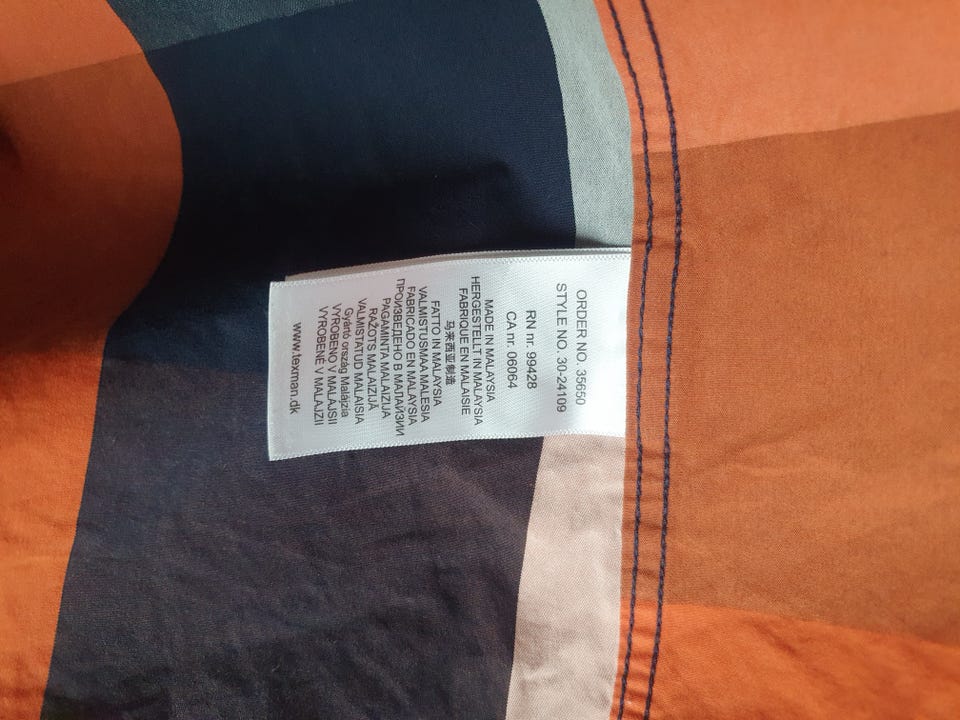 ORDER NO. 35650
STYLE NO. 30-24109
RN nr. 99428
CA nr. 06064
MADE IN MALAYSIA
HERGESTELLT IN MALAYSIA
FABRIQUE EN MALAISIE
马来西亚制造
FATTO IN MALAYSIA
VALMISTUSMAA MALESIA
FABRICADO EN MALAYSIA
ПРОИЗВЕДЕНО В МАЛАЙЗИИ
PAGAMINTA MALAIZIJA
RAŽOTS MALAIZIJĀ
VALMISTATUD MALAISIA
Gyártó ország Malájzia
VYROBENO V MALAJSII
VYROBENÉ V MALAJZII
www.texman.dk